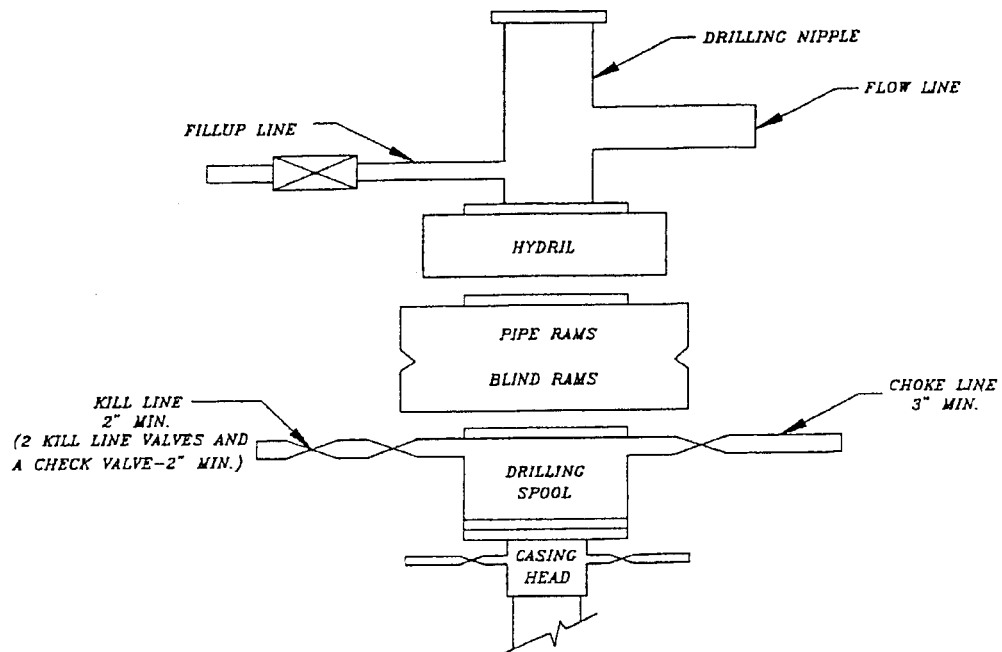 DRILLING NIPPLE
FLOW LINE
FILLUP LINE
HYDRIL
PIPE RAMS
BLIND RAMS
CHOKE LINE
3" MIN.
KILL LINE
2" MIN.
(2 KILL LINE VALVES AND
A CHECK VALVE-2" MIN.)
DRILLING
SPOOL
CASING
HEAD